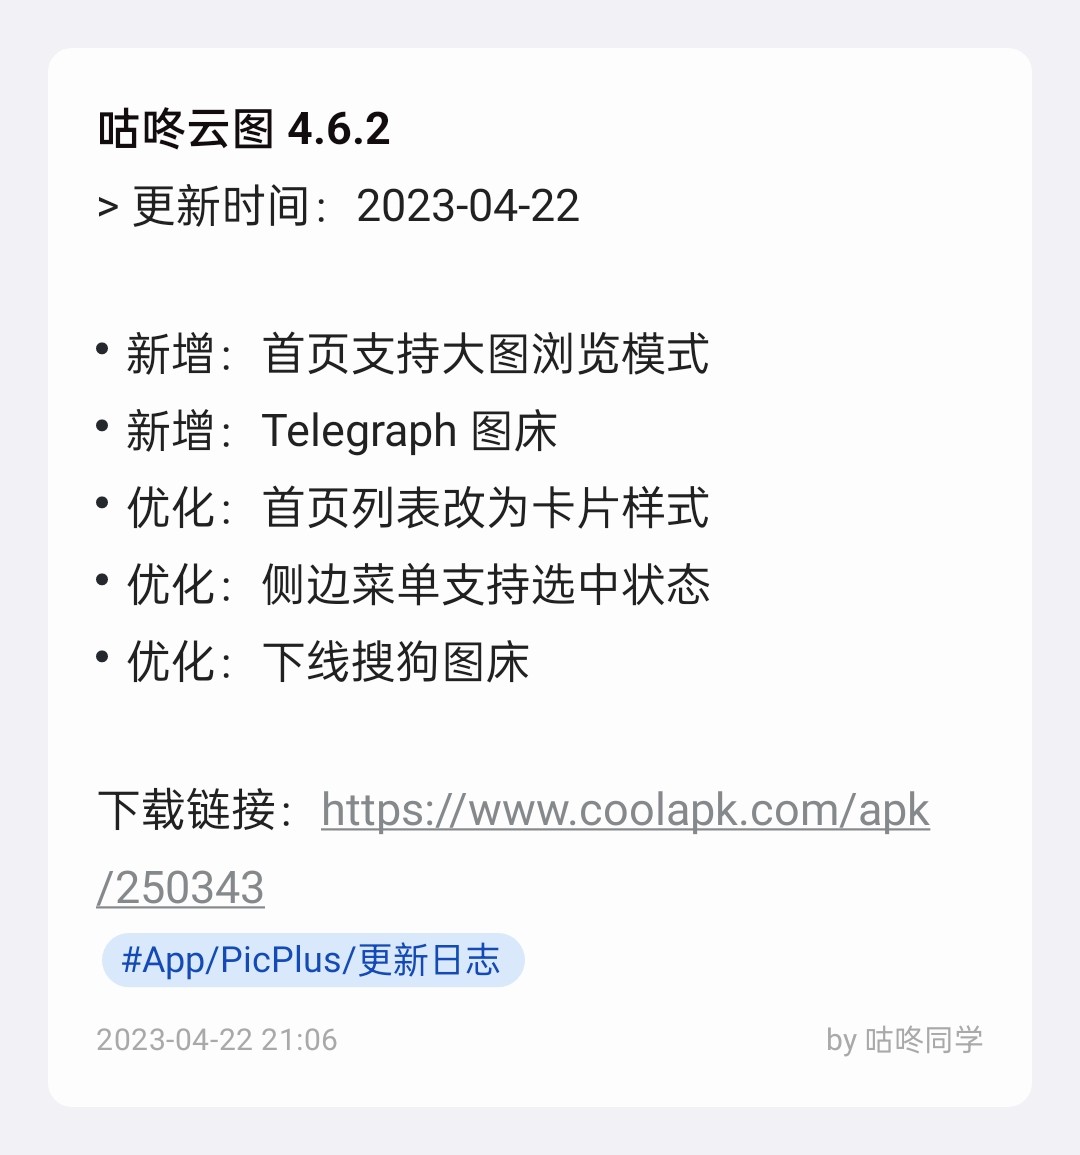 咕咚云图 4.6.2
> 更新时间：2023-04-22
• 新增：首页支持大图浏览模式
• 新增：Telegraph 图床
• 优化：首页列表改为卡片样式
• 优化：侧边菜单支持选中状态
• 优化：下线搜狗图床
下载链接：https://www.coolapk.com/apk
/250343
#App/PicPlus/更新日志
2023-04-22 21:06 by 咕咚同学